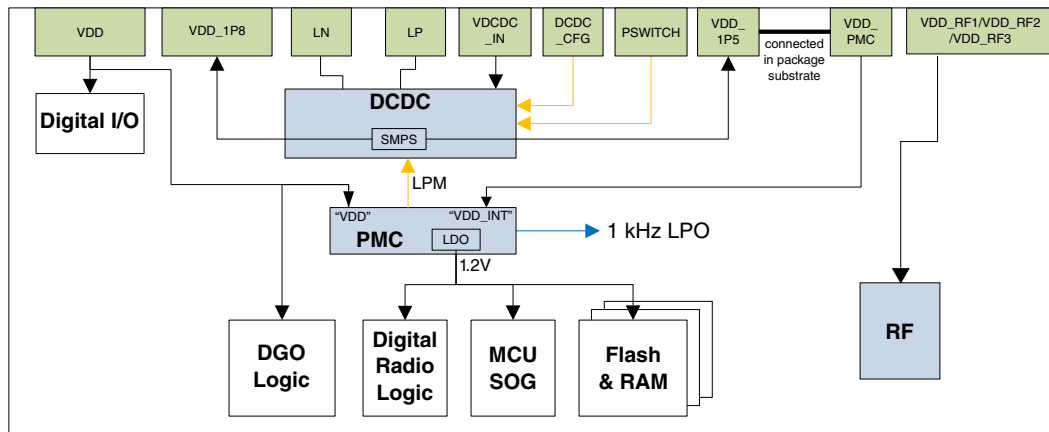 VDD
VDD_1P8
LN
LP
VDCDC
_IN
DCDC
_CFG
PSWITCH
VDD_
1P5
connected
in package
substrate
VDD_
PMC
VDD_RF1/VDD_RF2
/VDD_RF3
Digital I/O
DCDC
SMPS
LPM
"VDD"
"VDD_INT"
PMC
LDO
1 kHz LPO
1.2V
DGO
Logic
Digital
Radio
Logic
MCU
SOG
Flash
& RAM
RF